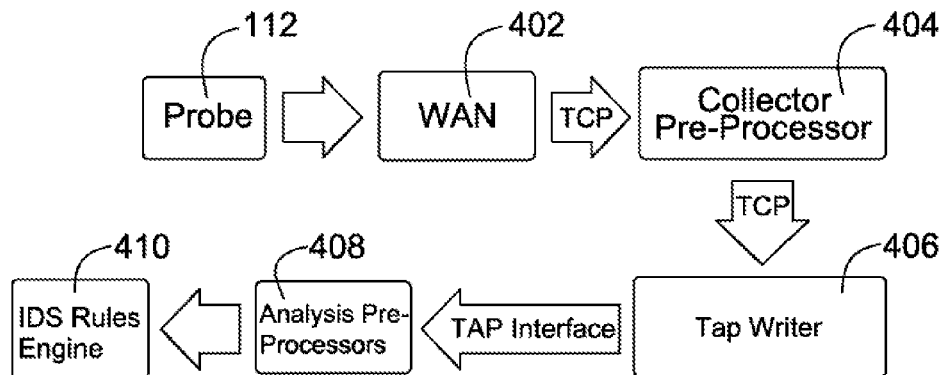 112
402
404
Probe
WAN
TCP
Collector
Pre-Processor
TCP
410
408
406
IDS Rules
Engine
Analysis Pre-
Processors
TAP Interface
Tap Writer